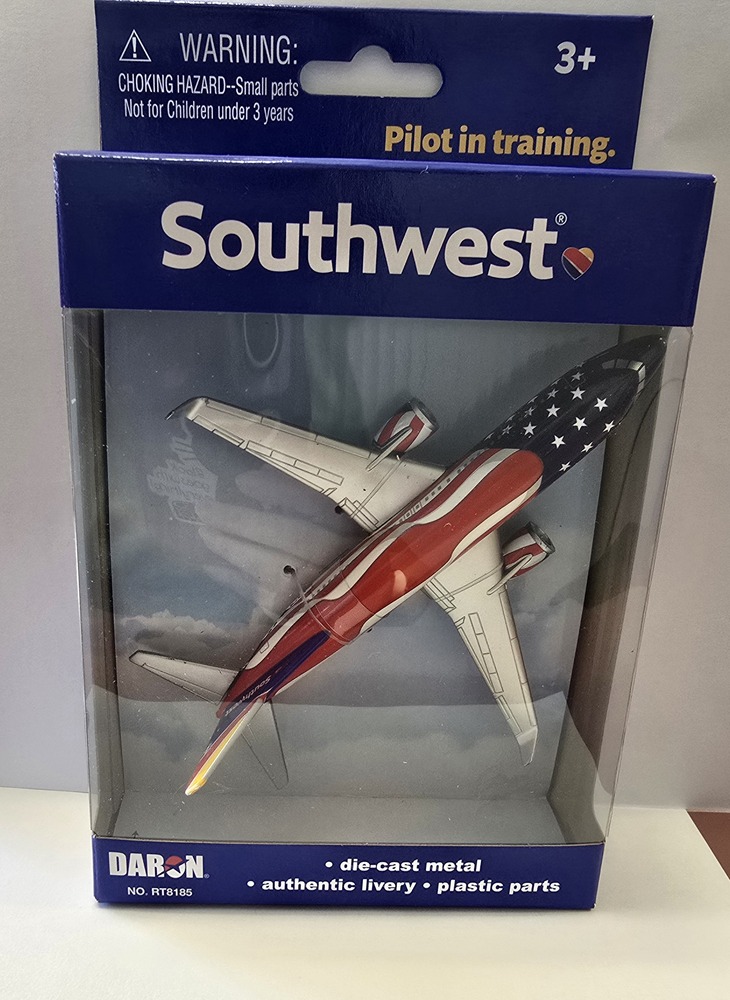 WARNING:
CHOKING HAZARD--Small parts
Not for Children under 3 years
3+
Pilot in training.
Southwest®
Southwest
DARON®
NO. RT8185
• die-cast metal
• authentic livery • plastic parts